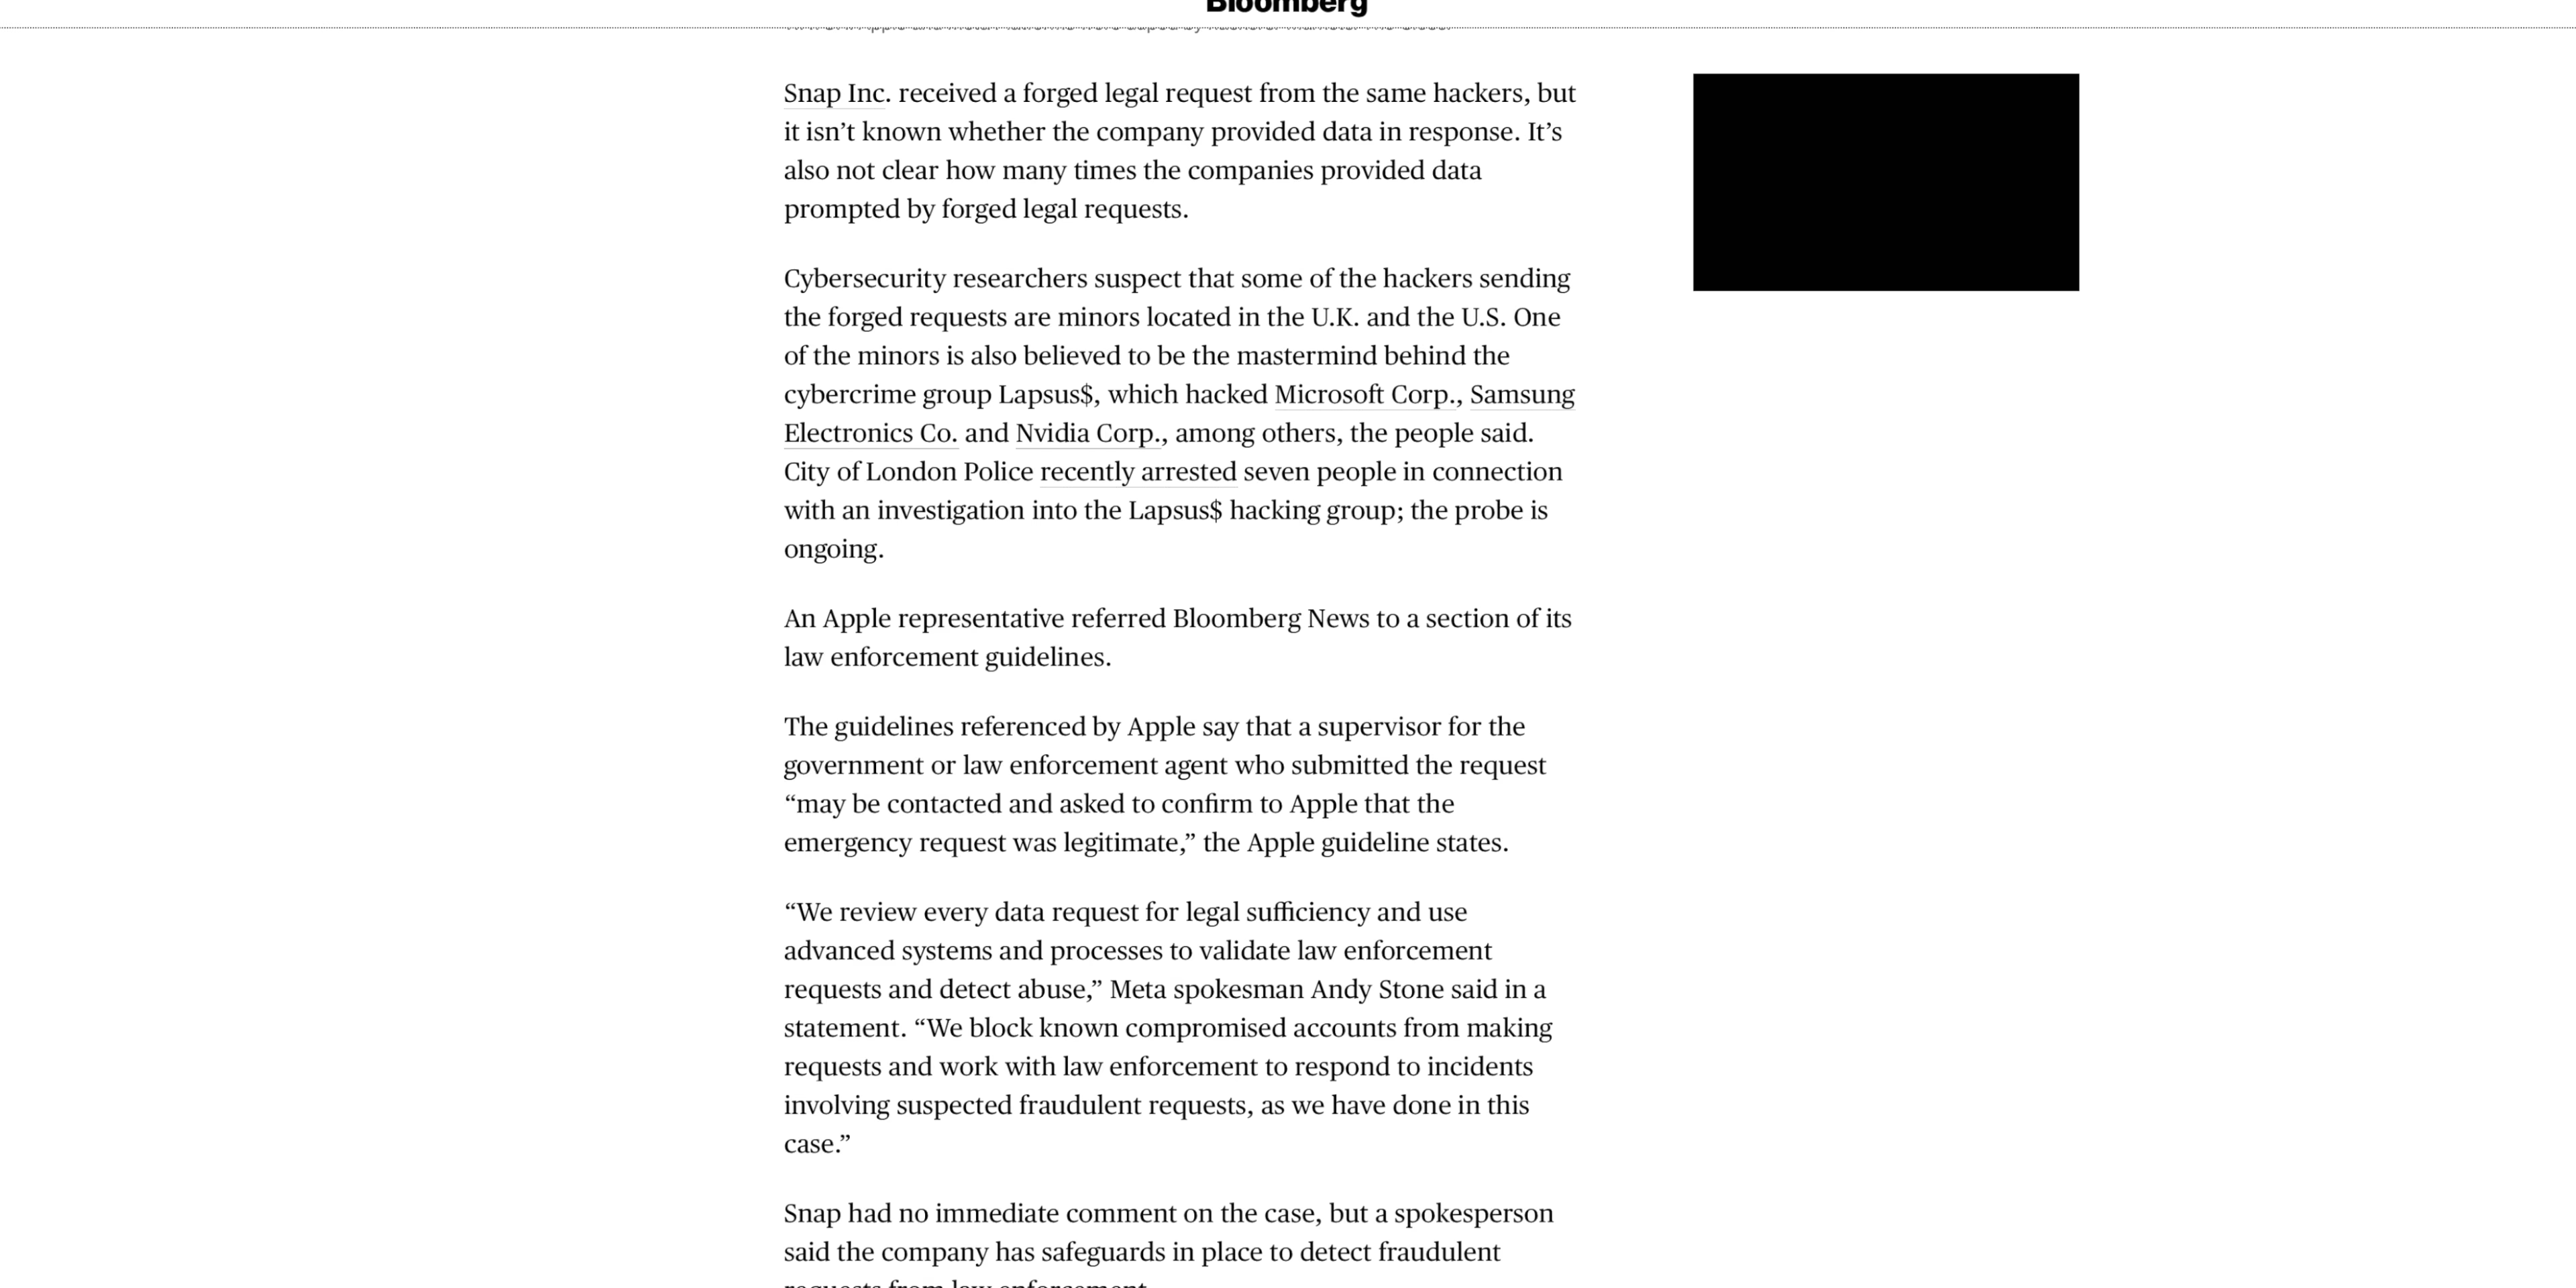 Bloomberg
Snap Inc. received a forged legal request from the same hackers, but
it isn’t known whether the company provided data in response. It’s
also not clear how many times the companies provided data
prompted by forged legal requests.
Cybersecurity researchers suspect that some of the hackers sending
the forged requests are minors located in the U.K. and the U.S. One
of the minors is also believed to be the mastermind behind the
cybercrime group Lapsus$, which hacked Microsoft Corp., Samsung
Electronics Co. and Nvidia Corp., among others, the people said.
City of London Police recently arrested seven people in connection
with an investigation into the Lapsus$ hacking group; the probe is
ongoing.
An Apple representative referred Bloomberg News to a section of its
law enforcement guidelines.
The guidelines referenced by Apple say that a supervisor for the
government or law enforcement agent who submitted the request
“may be contacted and asked to confirm to Apple that the
emergency request was legitimate,” the Apple guideline states.
“We review every data request for legal sufficiency and use
advanced systems and processes to validate law enforcement
requests and detect abuse,” Meta spokesman Andy Stone said in a
statement. “We block known compromised accounts from making
requests and work with law enforcement to respond to incidents
involving suspected fraudulent requests, as we have done in this
case.”
Snap had no immediate comment on the case, but a spokesperson
said the company has safeguards in place to detect fraudulent
requests from law enforcement